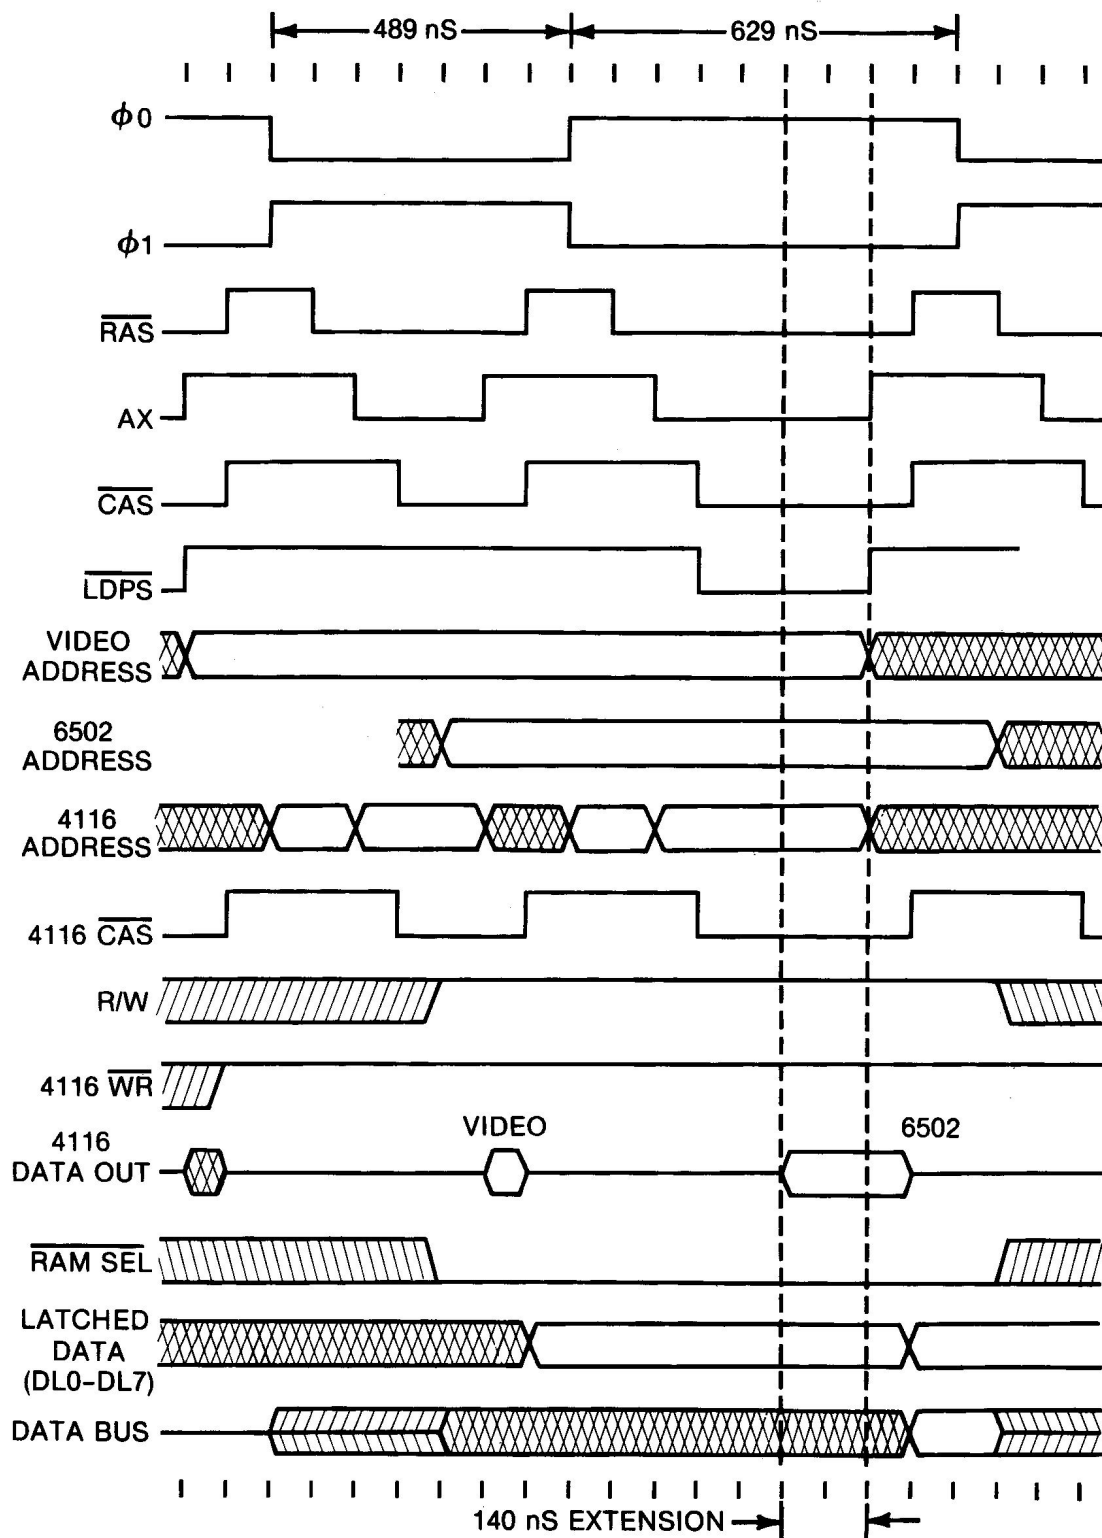 489 nS
629 nS
ϕ0
ϕ1
RAS
AX
CAS
LDPS
VIDEO
ADDRESS
6502
ADDRESS
4116
ADDRESS
4116 CAS
R/W
4116 WR
4116
DATA OUT
VIDEO
6502
RAM SEL
LATCHED
DATA
(DL0-DL7)
DATA BUS
140 nS EXTENSION